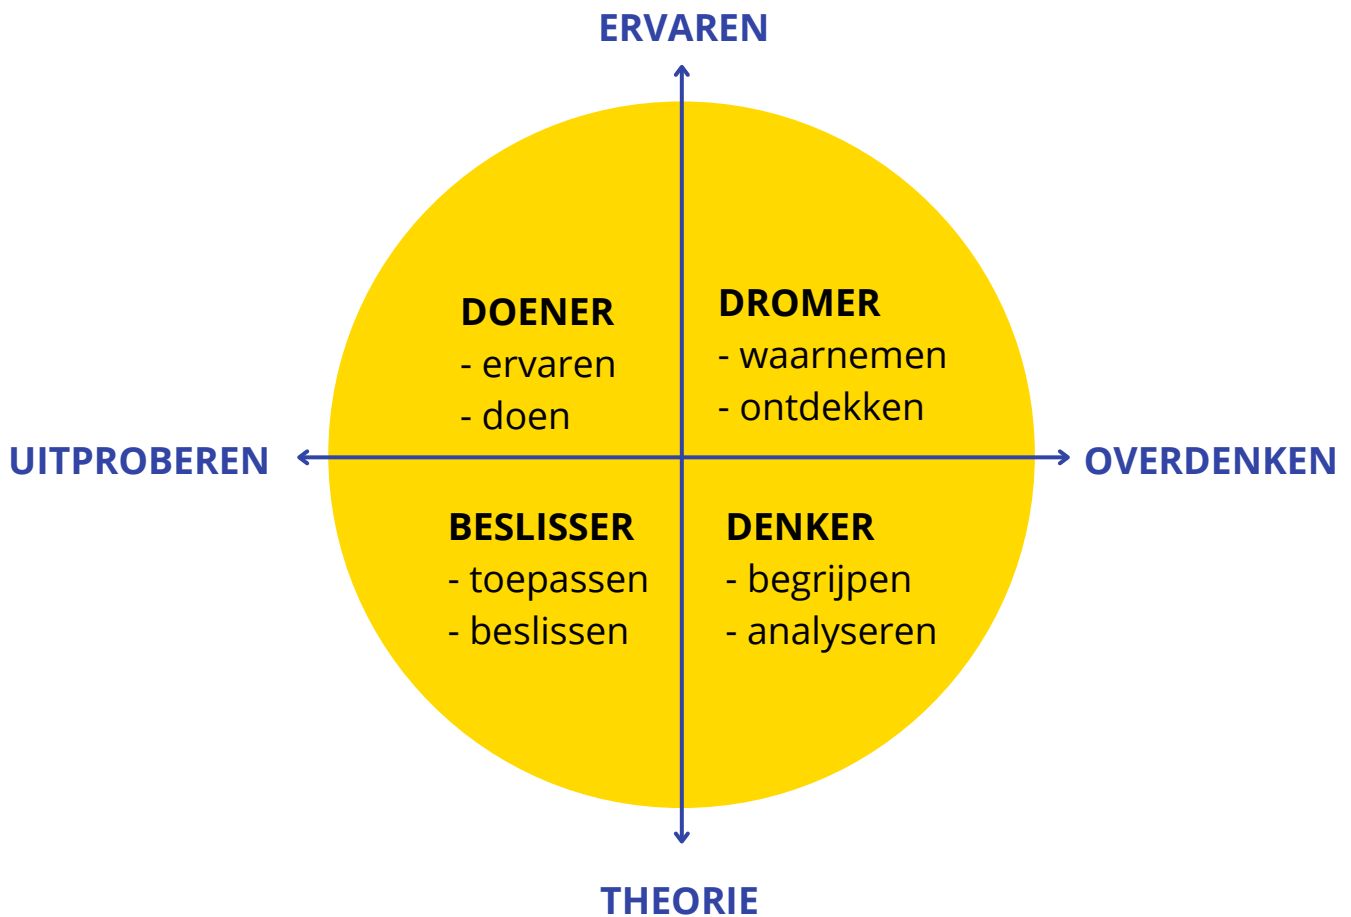 ERVAREN
DOENER
- ervaren
- doen
DROMER
- waarnemen
- ontdekken
UITPROBEREN
OVERDENKEN
BESLISSER
- toepassen
- beslissen
DENKER
- begrijpen
- analyseren
THEORIE